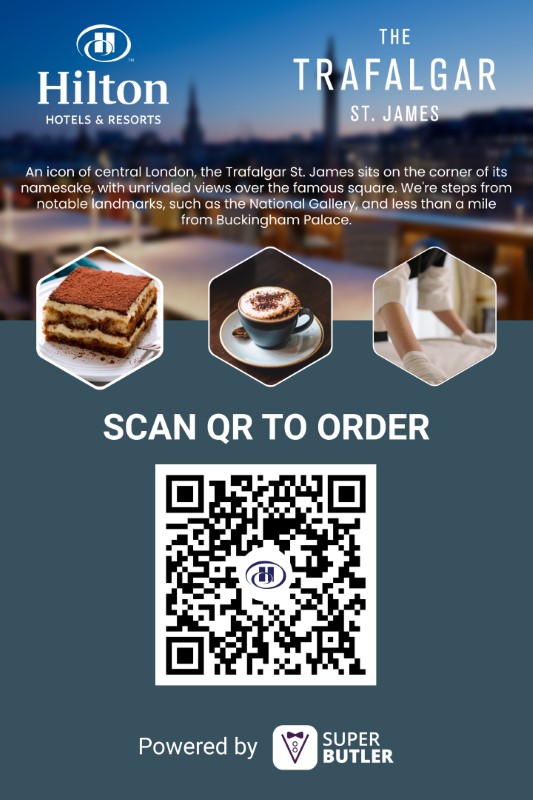 Hilton
HOTELS & RESORTS
THE
TRAFALGAR
ST. JAMES
An icon of central London, the Trafalgar St. James sits on the corner of its
namesake, with unrivaled views over the famous square. We're steps from
notable landmarks, such as the National Gallery, and less than a mile
from Buckingham Palace.
SCAN QR TO ORDER
Powered by
SUPER
BUTLER